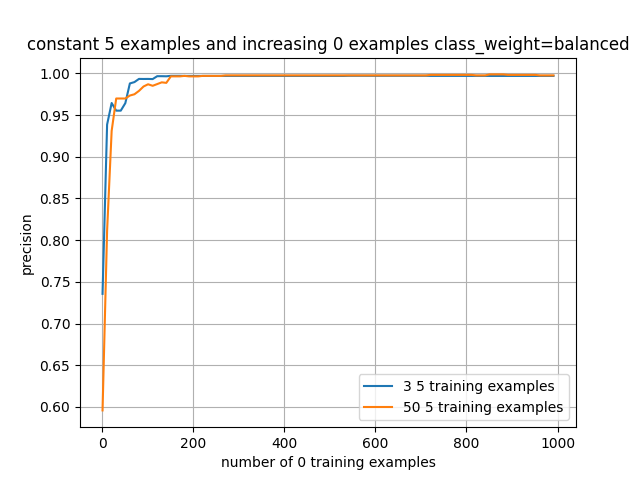 constant 5 examples and increasing 0 examples class_weight=balanced
1.00
0.95
0.90
0.85
0.80
0.75
0.70
0.65
0.60
precision
3 5 training examples
50 5 training examples
0 200 400 600 800 1000
number of 0 training examples